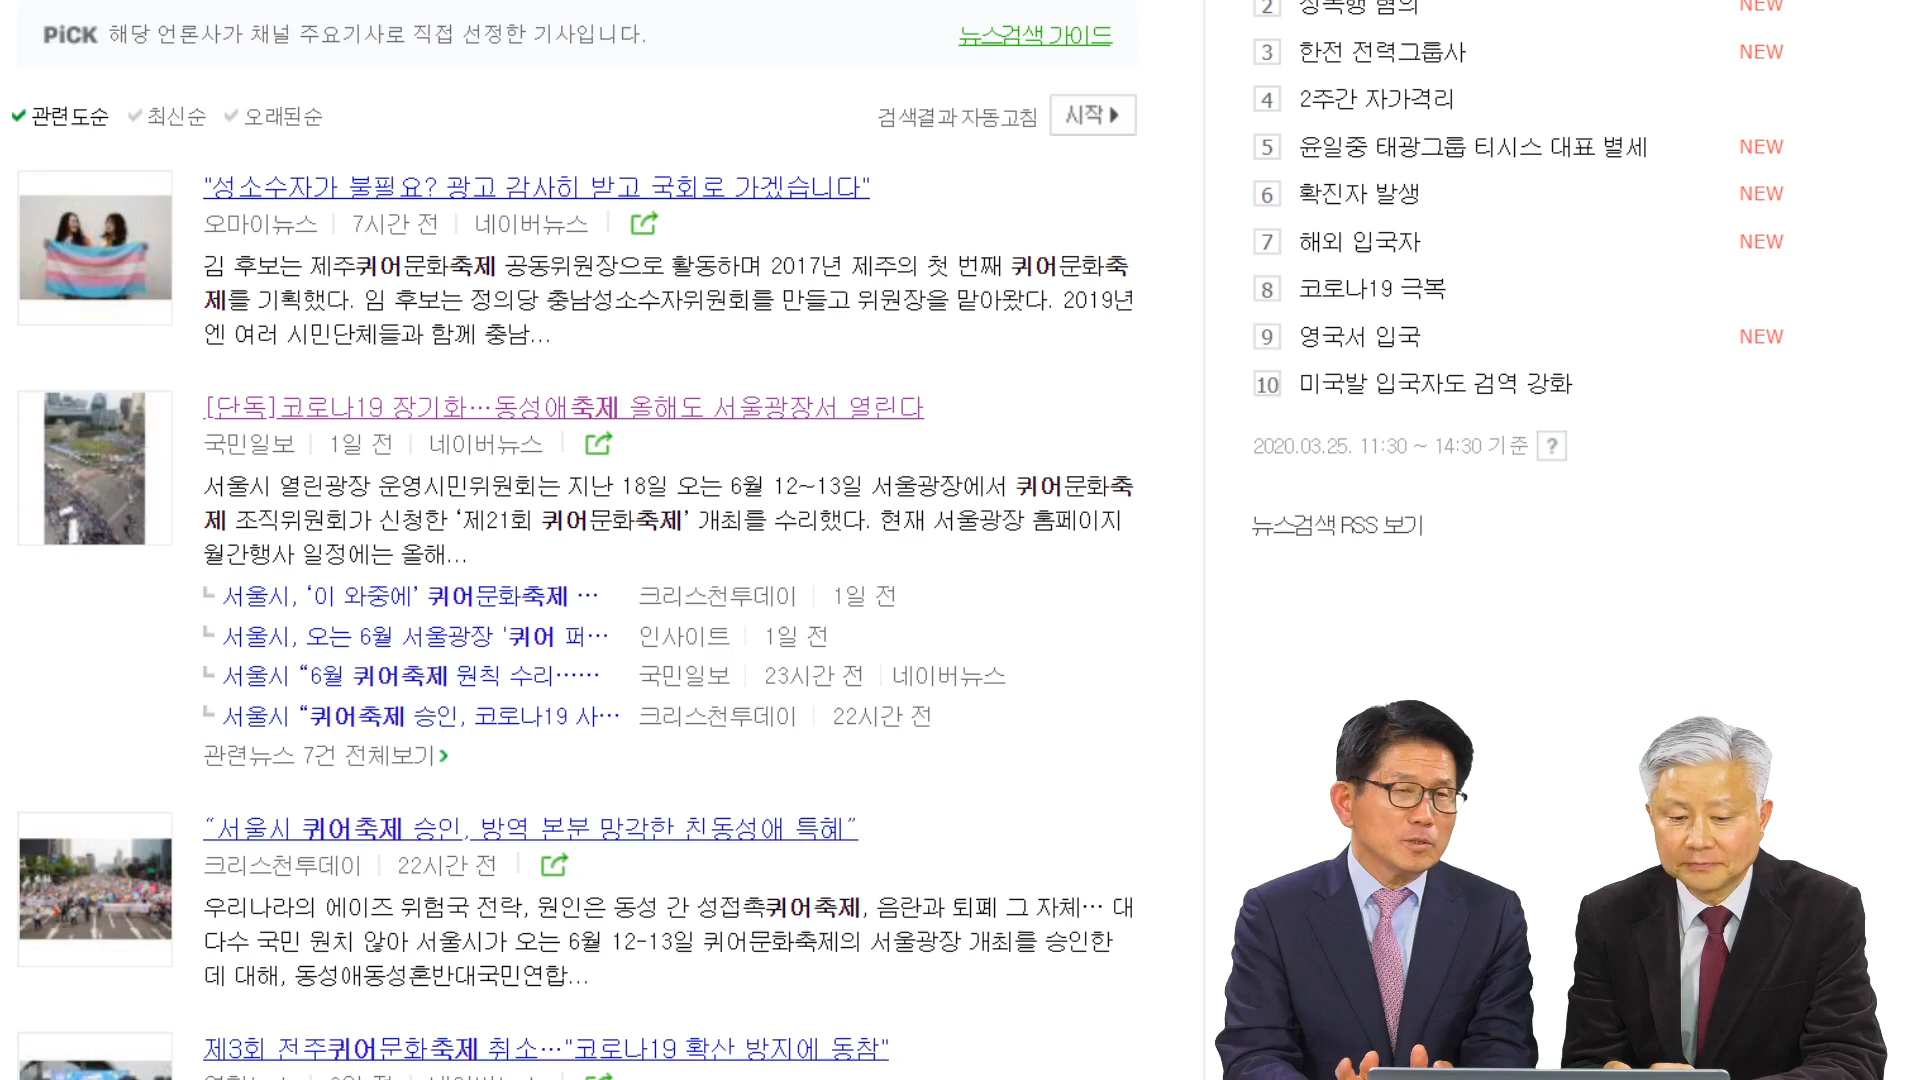 PiCK 해당 언론사가 채널 주요기사로 직접 선정한 기사입니다.
뉴스검색 가이드
관련도순 최신순 오래된순
검색결과 자동고침 시작
"성소수자가 불필요? 광고 감사히 받고 국회로 가겠습니다"
오마이뉴스 7시간 전 네이버뉴스
김 후보는 제주퀴어문화축제 공동위원장으로 활동하며 2017년 제주의 첫 번째 퀴어문화축
제를 기획했다. 임 후보는 정의당 충남성소수자위원회를 만들고 위원장을 맡아왔다. 2019년
엔 여러 시민단체들과 함께 충남...
[단독]코로나19 장기화…동성애축제 올해도 서울광장서 열린다
국민일보 1일 전 네이버뉴스
서울시 열린광장 운영시민위원회는 지난 18일 오는 6월 12~13일 서울광장에서 퀴어문화축
제 조직위원회가 신청한 ‘제21회 퀴어문화축제’ 개최를 수리했다. 현재 서울광장 홈페이지
월간행사 일정에는 올해...
서울시, ‘이 와중에’ 퀴어문화축제 … 크리스천투데이 1일 전
서울시, 오는 6월 서울광장 '퀴어 퍼… 인사이트 1일 전
서울시 “6월 퀴어축제 원칙 수리…… 국민일보 23시간 전 네이버뉴스
서울시 “퀴어축제 승인, 코로나19 사… 크리스천투데이 22시간 전
관련뉴스 7건 전체보기
“서울시 퀴어축제 승인, 방역 본분 망각한 친동성애 특혜”
크리스천투데이 22시간 전
우리나라의 에이즈 위험국 전락, 원인은 동성 간 성접촉퀴어축제, 음란과 퇴폐 그 자체… 대
다수 국민 원치 않아 서울시가 오는 6월 12-13일 퀴어문화축제의 서울광장 개최를 승인한
데 대해, 동성애동성혼반대국민연합...
제3회 전주퀴어문화축제 취소…"코로나19 확산 방지에 동참"
2 성폭행 혐의 NEW
3 한전 전력그룹사 NEW
4 2주간 자가격리
5 윤일중 태광그룹 티시스 대표 별세 NEW
6 확진자 발생 NEW
7 해외 입국자 NEW
8 코로나19 극복
9 영국서 입국 NEW
10 미국발 입국자도 검역 강화
2020.03.25. 11:30 ~ 14:30 기준 ?
뉴스검색 RSS 보기